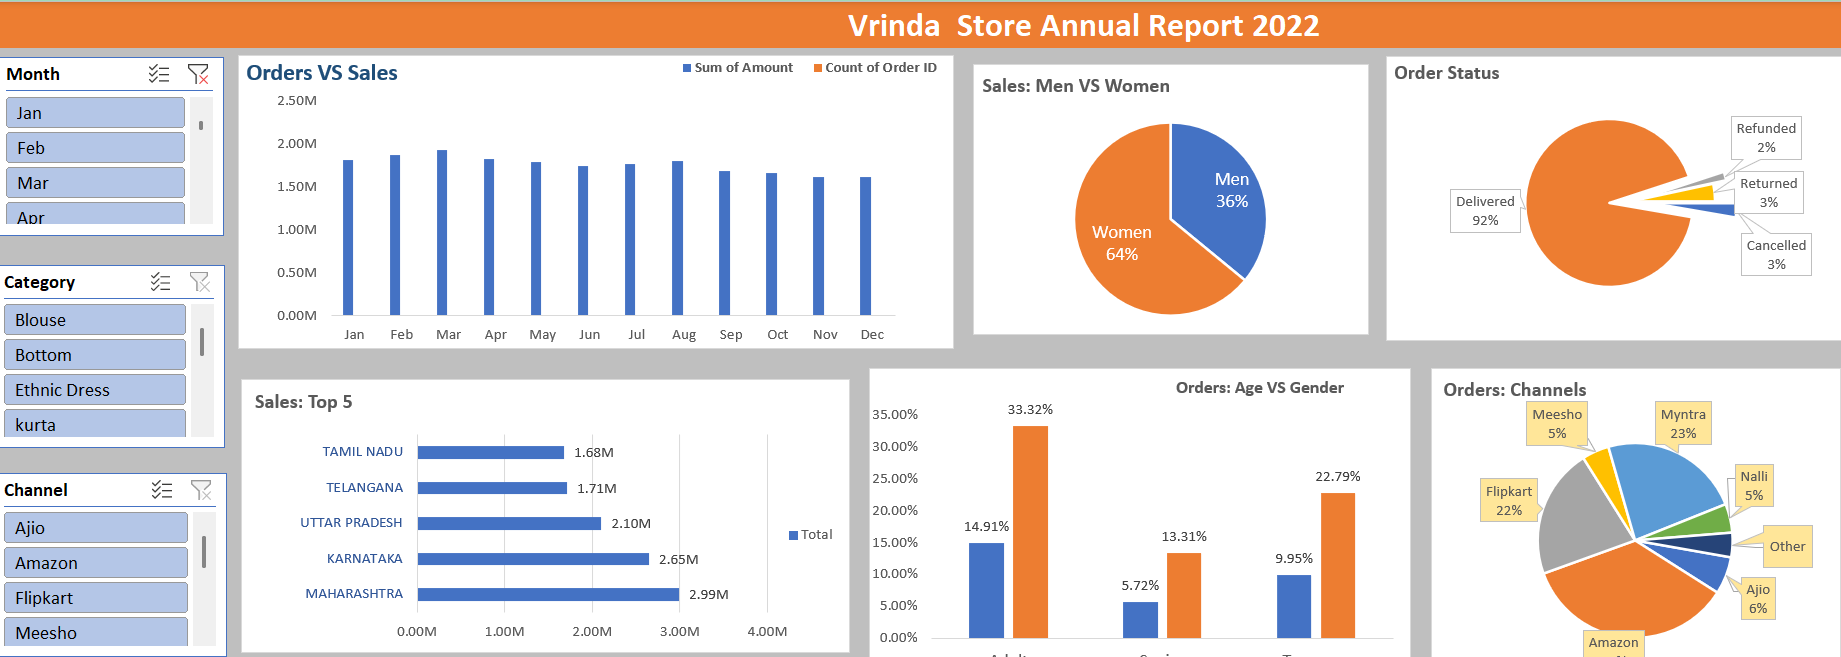 Vrinda  Store Annual Report 2022
Month
Jan
Feb
Mar
Apr
Category
Blouse
Bottom
Ethnic Dress
kurta
Channel
Ajio
Amazon
Flipkart
Meesho
Orders VS Sales
Sum of Amount
Count of Order ID
2.50M
2.00M
1.50M
1.00M
0.50M
0.00M
Jan Feb Mar Apr May Jun Jul Aug Sep Oct Nov Dec
Sales: Men VS Women
Men
36%
Women
64%
Order Status
Refunded
2%
Returned
3%
Delivered
92%
Cancelled
3%
Sales: Top 5
TAMIL NADU 1.68M
TELANGANA 1.71M
UTTAR PRADESH 2.10M
KARNATAKA 2.65M
MAHARASHTRA 2.99M
Total
0.00M 1.00M 2.00M 3.00M 4.00M
Orders: Age VS Gender
35.00%
30.00%
25.00%
20.00%
15.00%
10.00%
5.00%
0.00%
14.91%
33.32%
5.72%
13.31%
9.95%
22.79%
Orders: Channels
Meesho
5%
Myntra
23%
Nalli
5%
Flipkart
22%
Other
Ajio
6%
Amazon